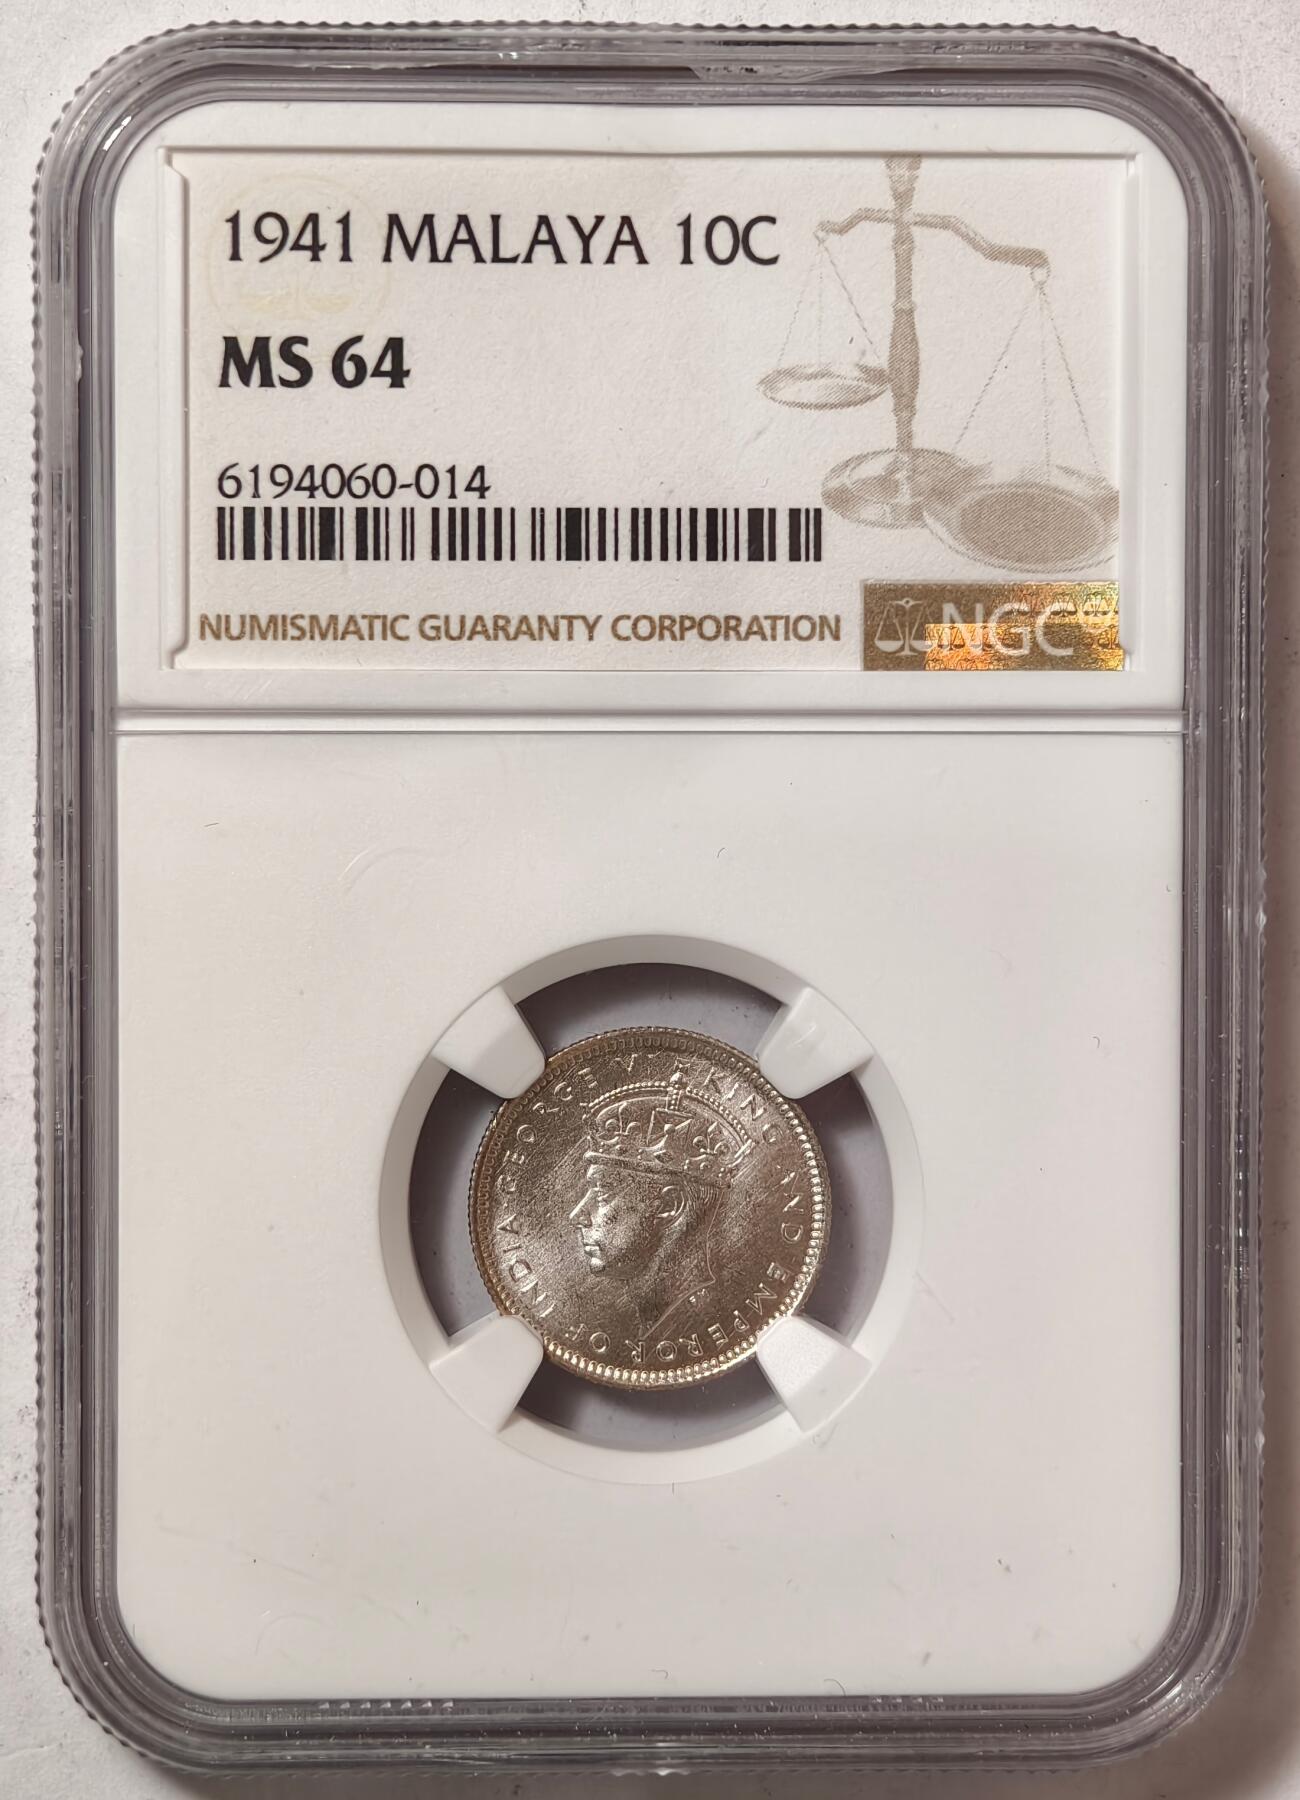 1941 MALAYA 10C
MS 64
6194060-014
NUMISMATIC GUARANTY CORPORATION
NGC
GEORGE VI KING AND EMPEROR OF INDIA